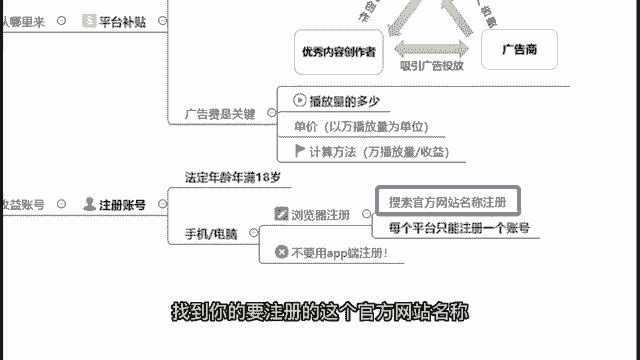 从哪里来
S 平台补贴
优秀内容创作者
广告商
吸引广告投放
广告费是关键
播放量的多少
单价（以万播放量为单位）
计算方法（万播放量/收益）
收益账号
注册账号
法定年龄年满18岁
手机/电脑
浏览器注册
搜索官方网站名称注册
每个平台只能注册一个账号
不要用app端注册！
找到你的要注册的这个官方网站名称